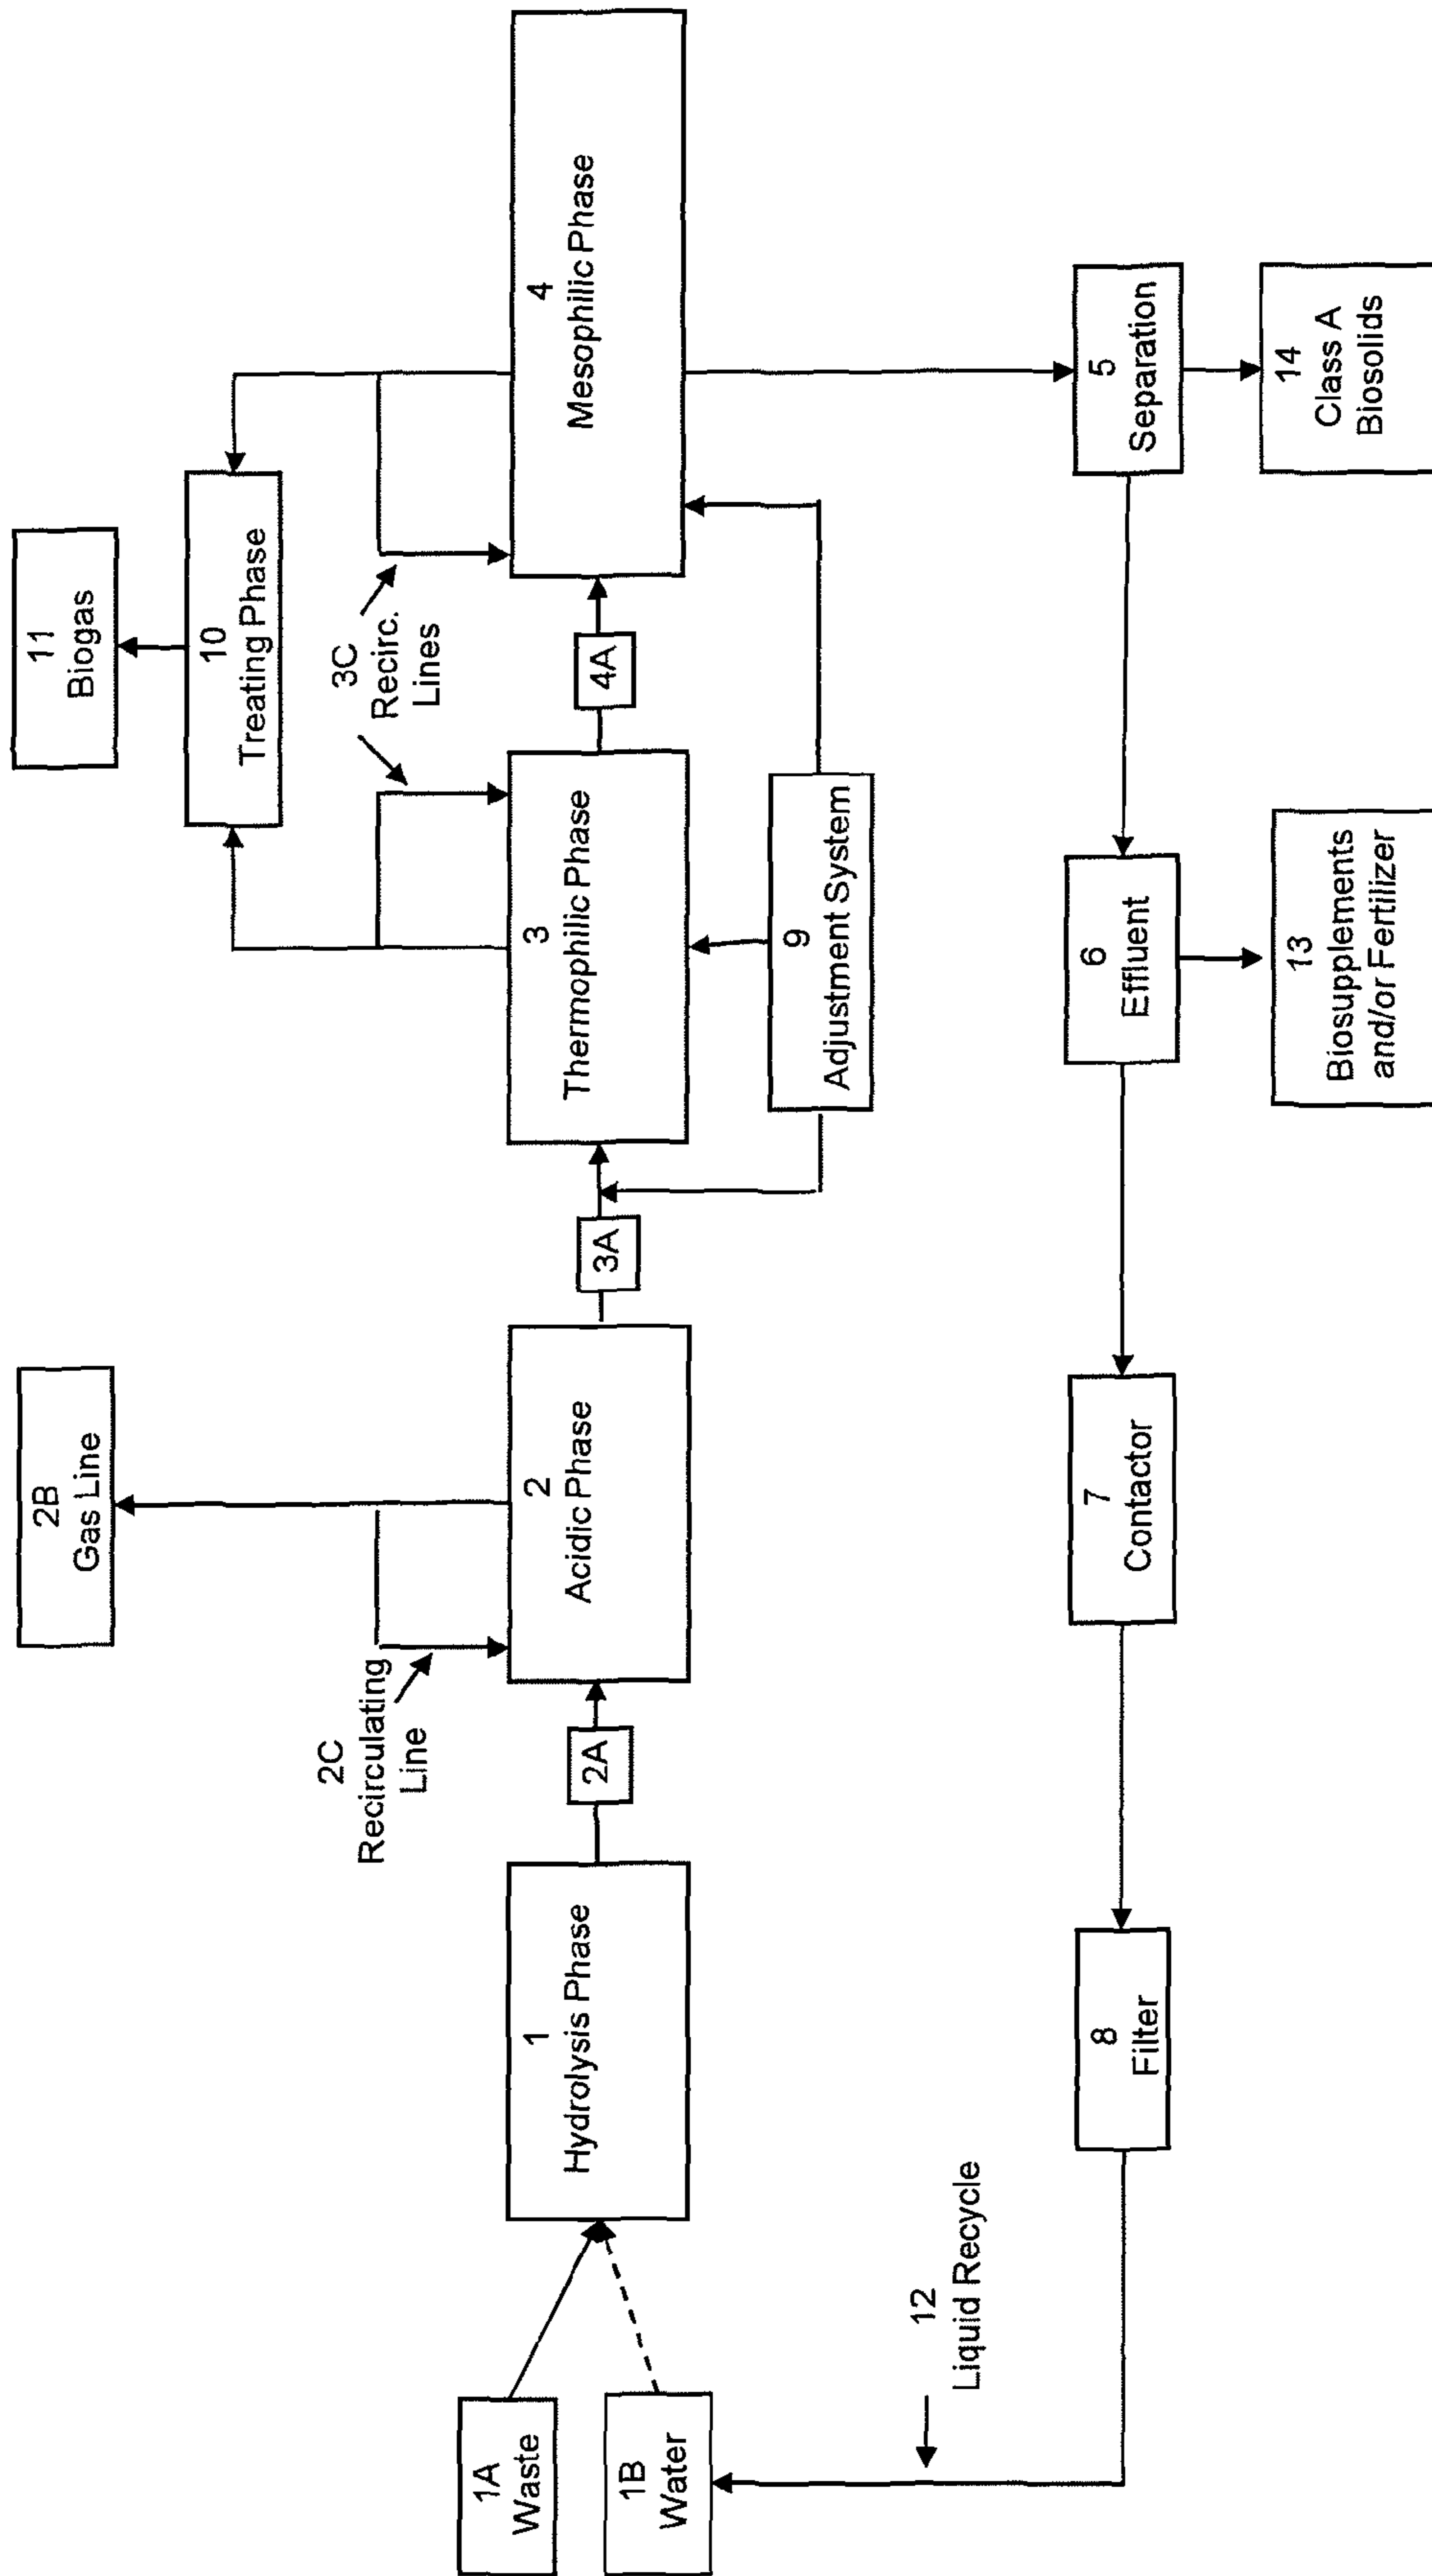 11
Biogas
2B
Gas Line
10
Treating Phase
2C
Recirculating
Line
3C
Recirc.
Lines
1A
Waste
1B
Water
1
Hydrolysis Phase
2A
2
Acidic Phase
3A
3
Thermophilic Phase
4A
4
Mesophilic Phase
9
Adjustment System
12
Liquid Recycle
8
Filter
7
Contactor
6
Effluent
5
Separation
13
Biosupplements
and/or Fertilizer
14
Class A
Biosolids